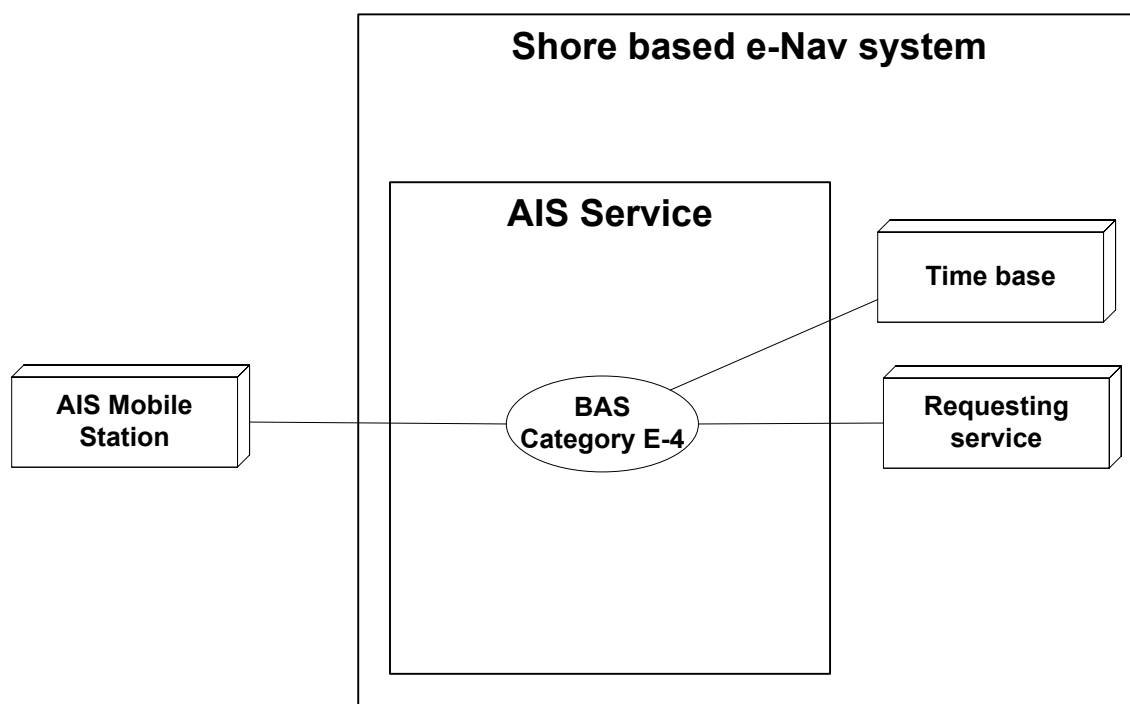 Shore based e-Nav system
AIS Service
Time base
AIS Mobile
Station
BAS
Category E-4
Requesting
service